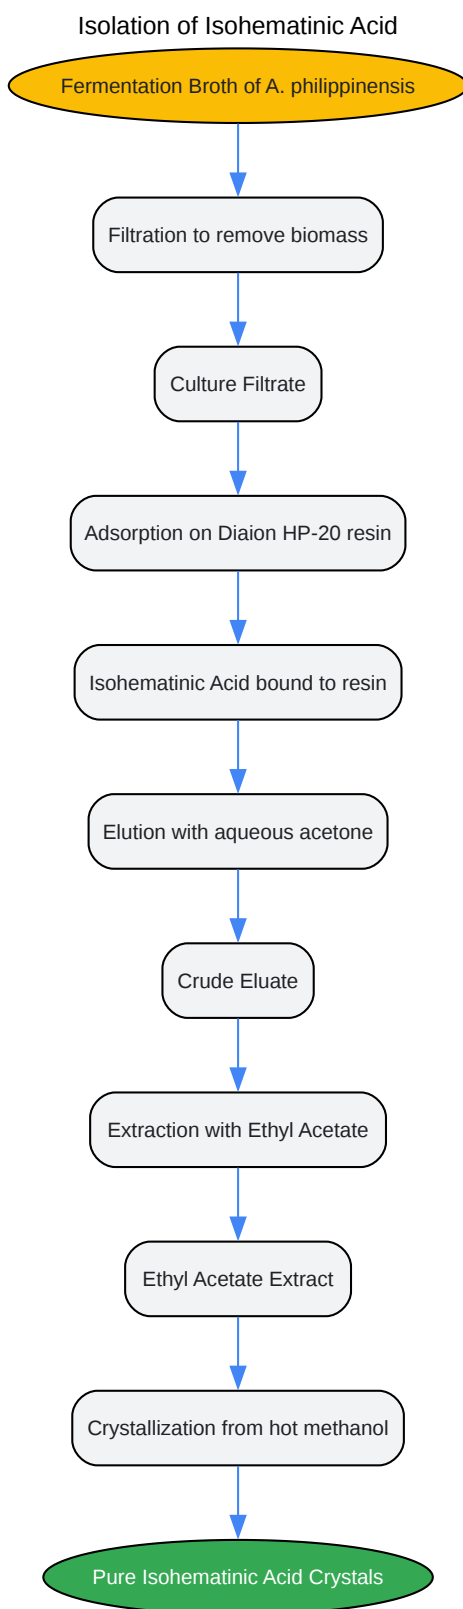 Isolation of Isohematinic Acid
Fermentation Broth of A. philippinensis
Filtration to remove biomass
Culture Filtrate
Adsorption on Diaion HP-20 resin
Isohematinic Acid bound to resin
Elution with aqueous acetone
Crude Eluate
Extraction with Ethyl Acetate
Ethyl Acetate Extract
Crystallization from hot methanol
Pure Isohematinic Acid Crystals